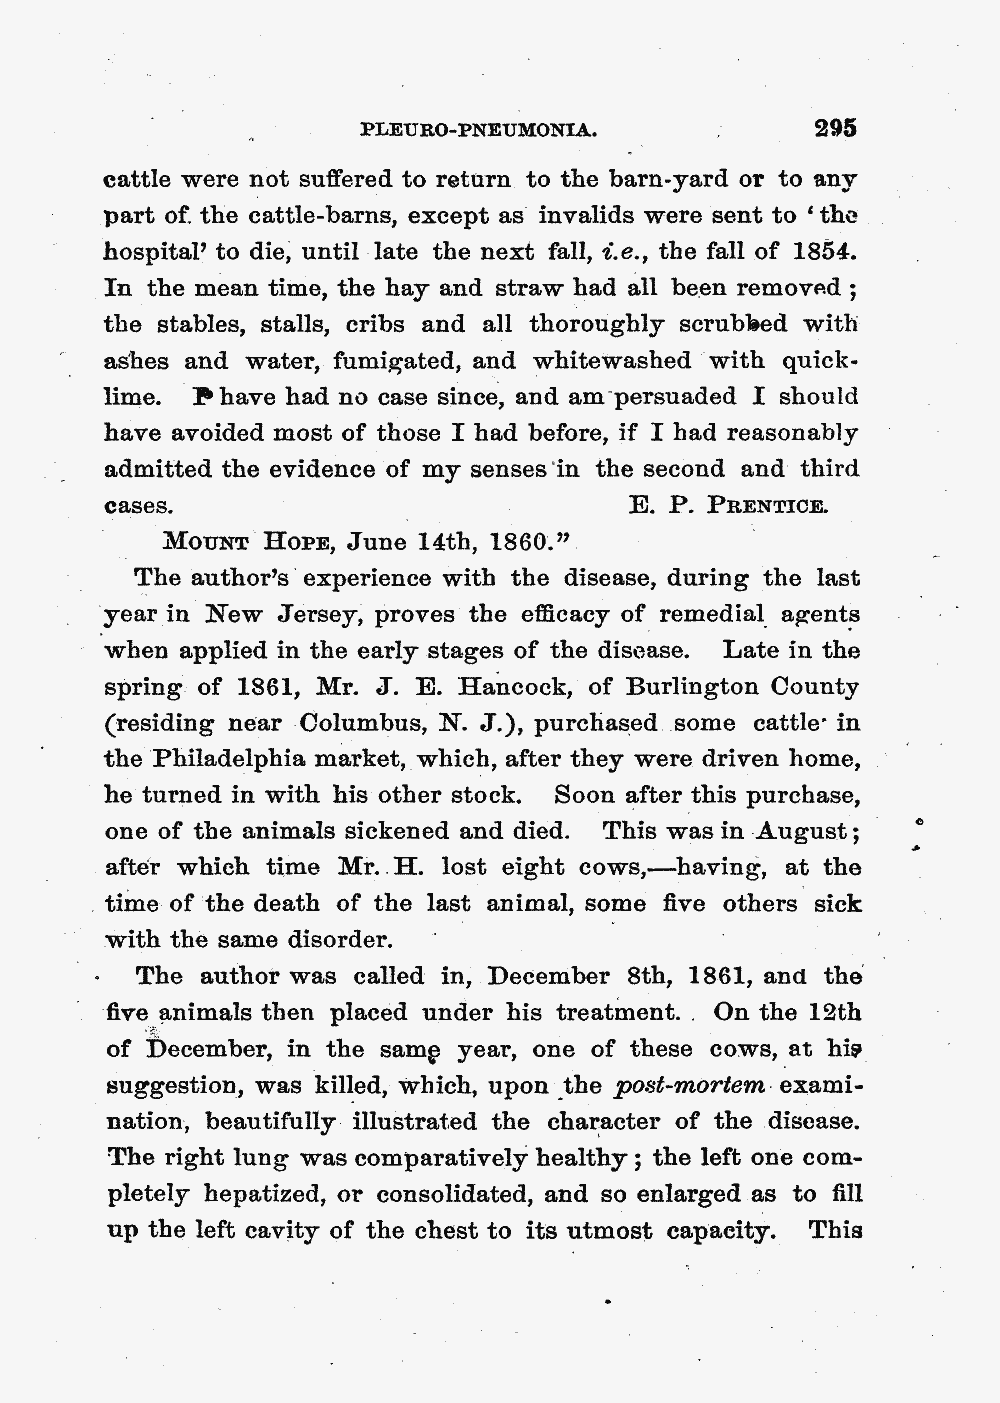 PLEURO-PNEUMONIA. 295
cattle were not suffered to return to the barn-yard or to any
part of the cattle-barns, except as invalids were sent to ‘the
hospital’ to die, until late the next fall, i.e., the fall of 1854.
In the mean time, the hay and straw had all been removed;
the stables, stalls, cribs and all thoroughly scrubbed with
ashes and water, fumigated, and whitewashed with quick-
lime. I have had no case since, and am persuaded I should
have avoided most of those I had before, if I had reasonably
admitted the evidence of my senses in the second and third
cases. E. P. PRENTICE.
MOUNT HOPE, June 14th, 1860.”
The author’s experience with the disease, during the last
year in New Jersey, proves the efficacy of remedial agents
when applied in the early stages of the disease. Late in the
spring of 1861, Mr. J. E. Hancock, of Burlington County
(residing near Columbus, N. J.), purchased some cattle in
the Philadelphia market, which, after they were driven home,
he turned in with his other stock. Soon after this purchase,
one of the animals sickened and died. This was in August;
after which time Mr. H. lost eight cows,—having, at the
time of the death of the last animal, some five others sick
with the same disorder.
The author was called in, December 8th, 1861, and the
five animals then placed under his treatment. On the 12th
of December, in the same year, one of these cows, at his
suggestion, was killed, which, upon the post-mortem exami-
nation, beautifully illustrated the character of the disease.
The right lung was comparatively healthy; the left one com-
pletely hepatized, or consolidated, and so enlarged as to fill
up the left cavity of the chest to its utmost capacity. This